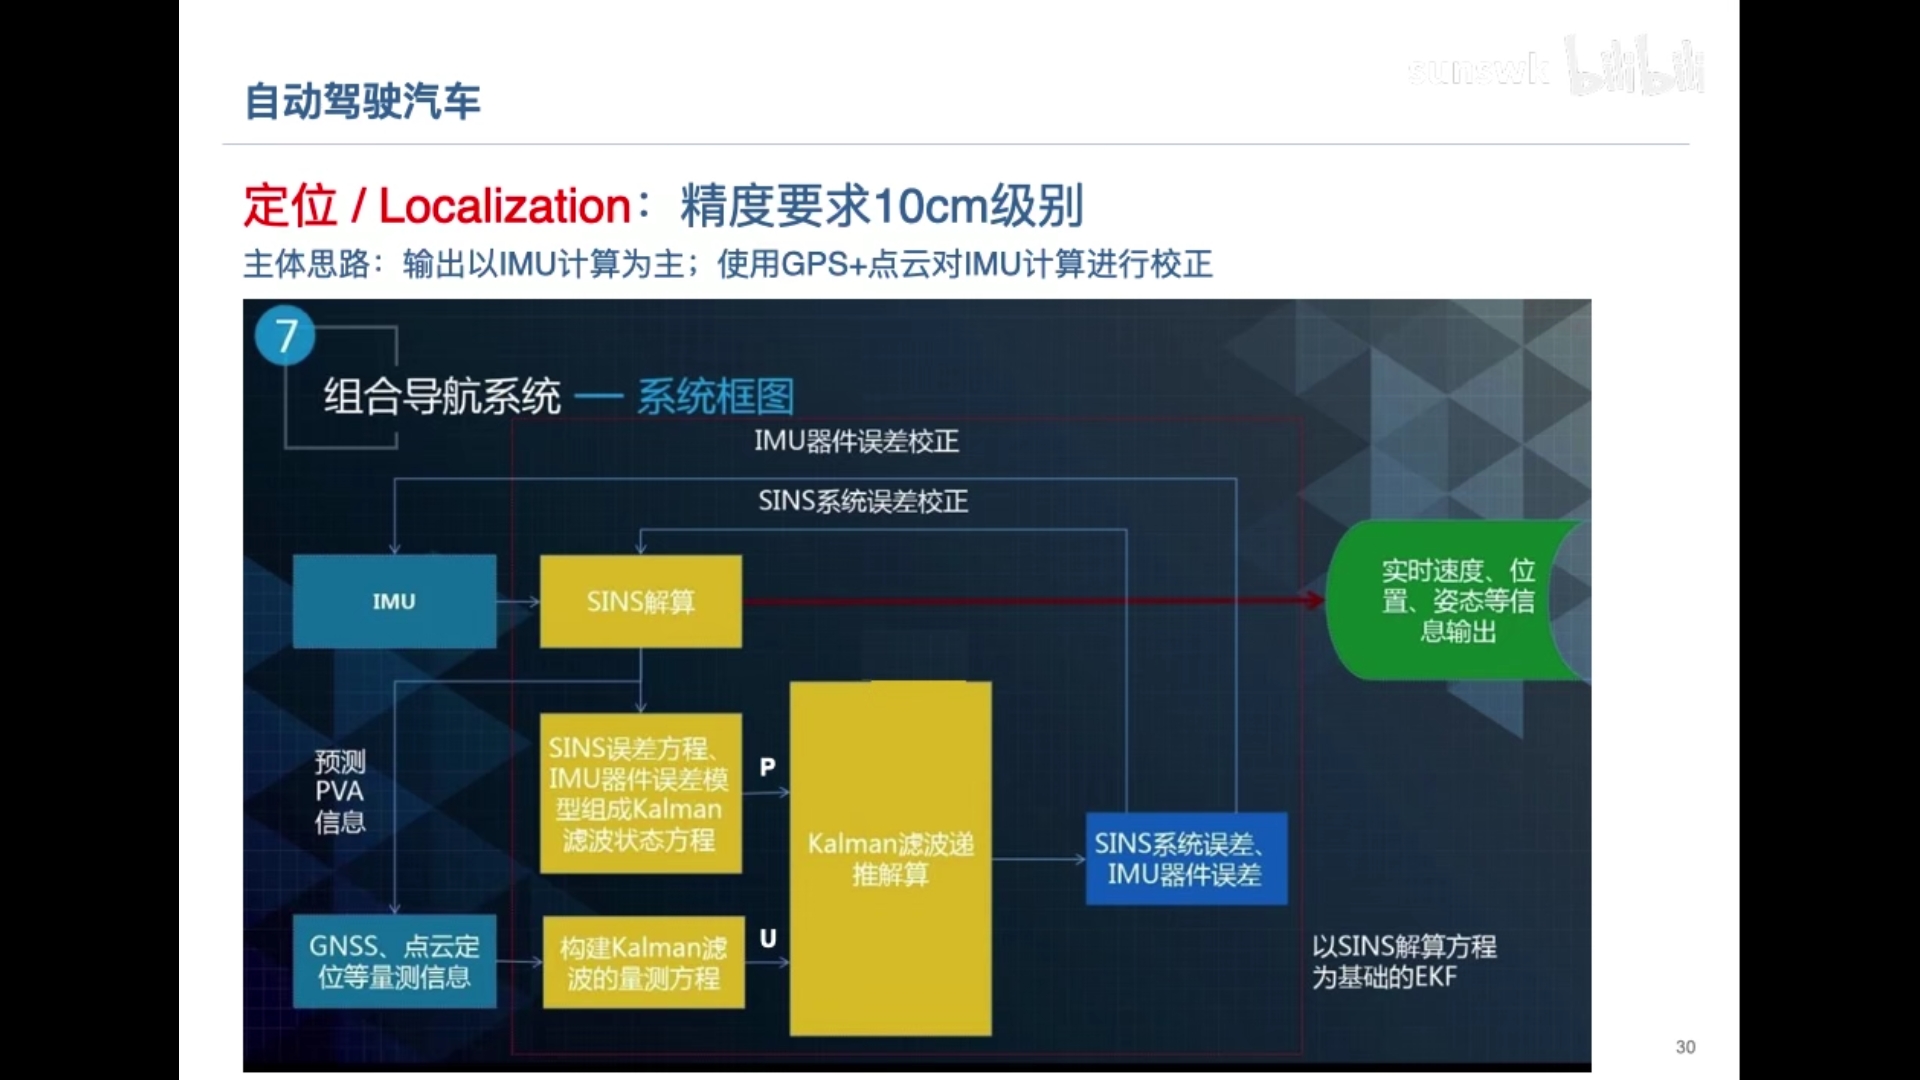 sunswk bilibili
自动驾驶汽车
定位 / Localization：精度要求10cm级别
主体思路：输出以IMU计算为主；使用GPS+点云对IMU计算进行校正
7
组合导航系统 — 系统框图
IMU器件误差校正
SINS系统误差校正
IMU
SINS解算
实时速度、位
置、姿态等信
息输出
预测
PVA
信息
SINS误差方程、
IMU器件误差模
型组成Kalman
滤波状态方程
P
Kalman滤波递
推解算
SINS系统误差、
IMU器件误差
GNSS、点云定
位等量测信息
构建Kalman滤
波的量测方程
U
以SINS解算方程
为基础的EKF
30